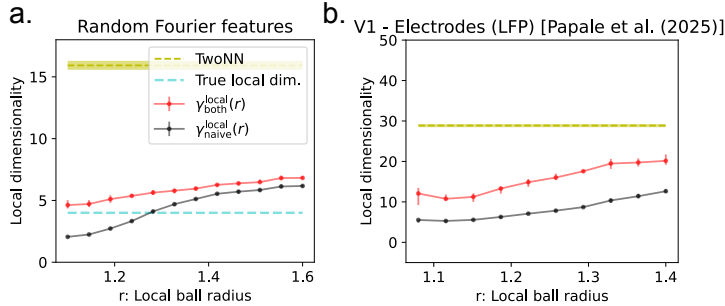 a.
Random Fourier features
Local dimensionality
15
10
5
0
TwoNN
True local dim.
γ^local_both(r)
γ^local_naive(r)
1.2
1.4
1.6
r: Local ball radius
b.
V1 - Electrodes (LFP) [Papale et al. (2025)]
Local dimensionality
50
40
30
20
10
0
1.1
1.2
1.3
1.4
r: Local ball radius